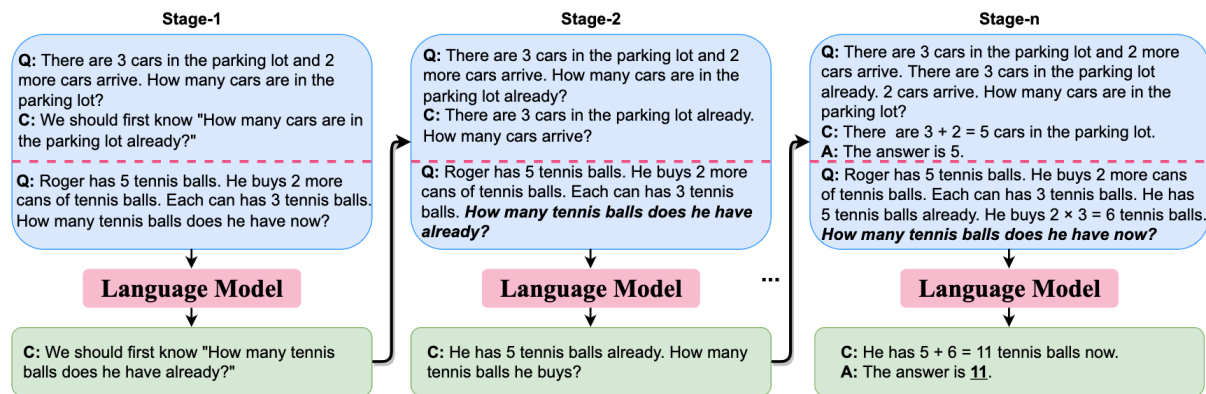 Stage-1
Q: There are 3 cars in the parking lot and 2
more cars arrive. How many cars are in the
parking lot?
C: We should first know "How many cars are in
the parking lot already?"
Q: Roger has 5 tennis balls. He buys 2 more
cans of tennis balls. Each can has 3 tennis balls.
How many tennis balls does he have now?
Language Model
C: We should first know "How many tennis
balls does he have already?"
Stage-2
Q: There are 3 cars in the parking lot and 2
more cars arrive. How many cars are in the
parking lot already?
C: There are 3 cars in the parking lot already.
How many cars arrive?
Q: Roger has 5 tennis balls. He buys 2 more
cans of tennis balls. Each can has 3 tennis
balls. How many tennis balls does he have
already?
Language Model
C: He has 5 tennis balls already. How many
tennis balls he buys?
...
Stage-n
Q: There are 3 cars in the parking lot and 2 more
cars arrive. There are 3 cars in the parking lot
already. 2 cars arrive. How many cars are in the
parking lot?
C: There are 3 + 2 = 5 cars in the parking lot.
A: The answer is 5.
Q: Roger has 5 tennis balls. He buys 2 more cans
of tennis balls. Each can has 3 tennis balls. He has
5 tennis balls already. He buys 2 × 3 = 6 tennis balls.
How many tennis balls does he have now?
Language Model
C: He has 5 + 6 = 11 tennis balls now.
A: The answer is 11.